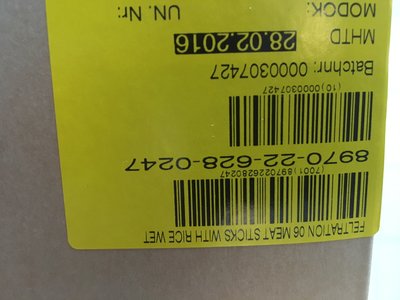 FELTRATION 06 MEAT STICKS WITH RICE WET
(7001)8970226280247
8970-22-628-0247
(10)0000307427
Batchnr: 0000307427
MHTD 28.02.2016
MODCK:
UN. Nr: